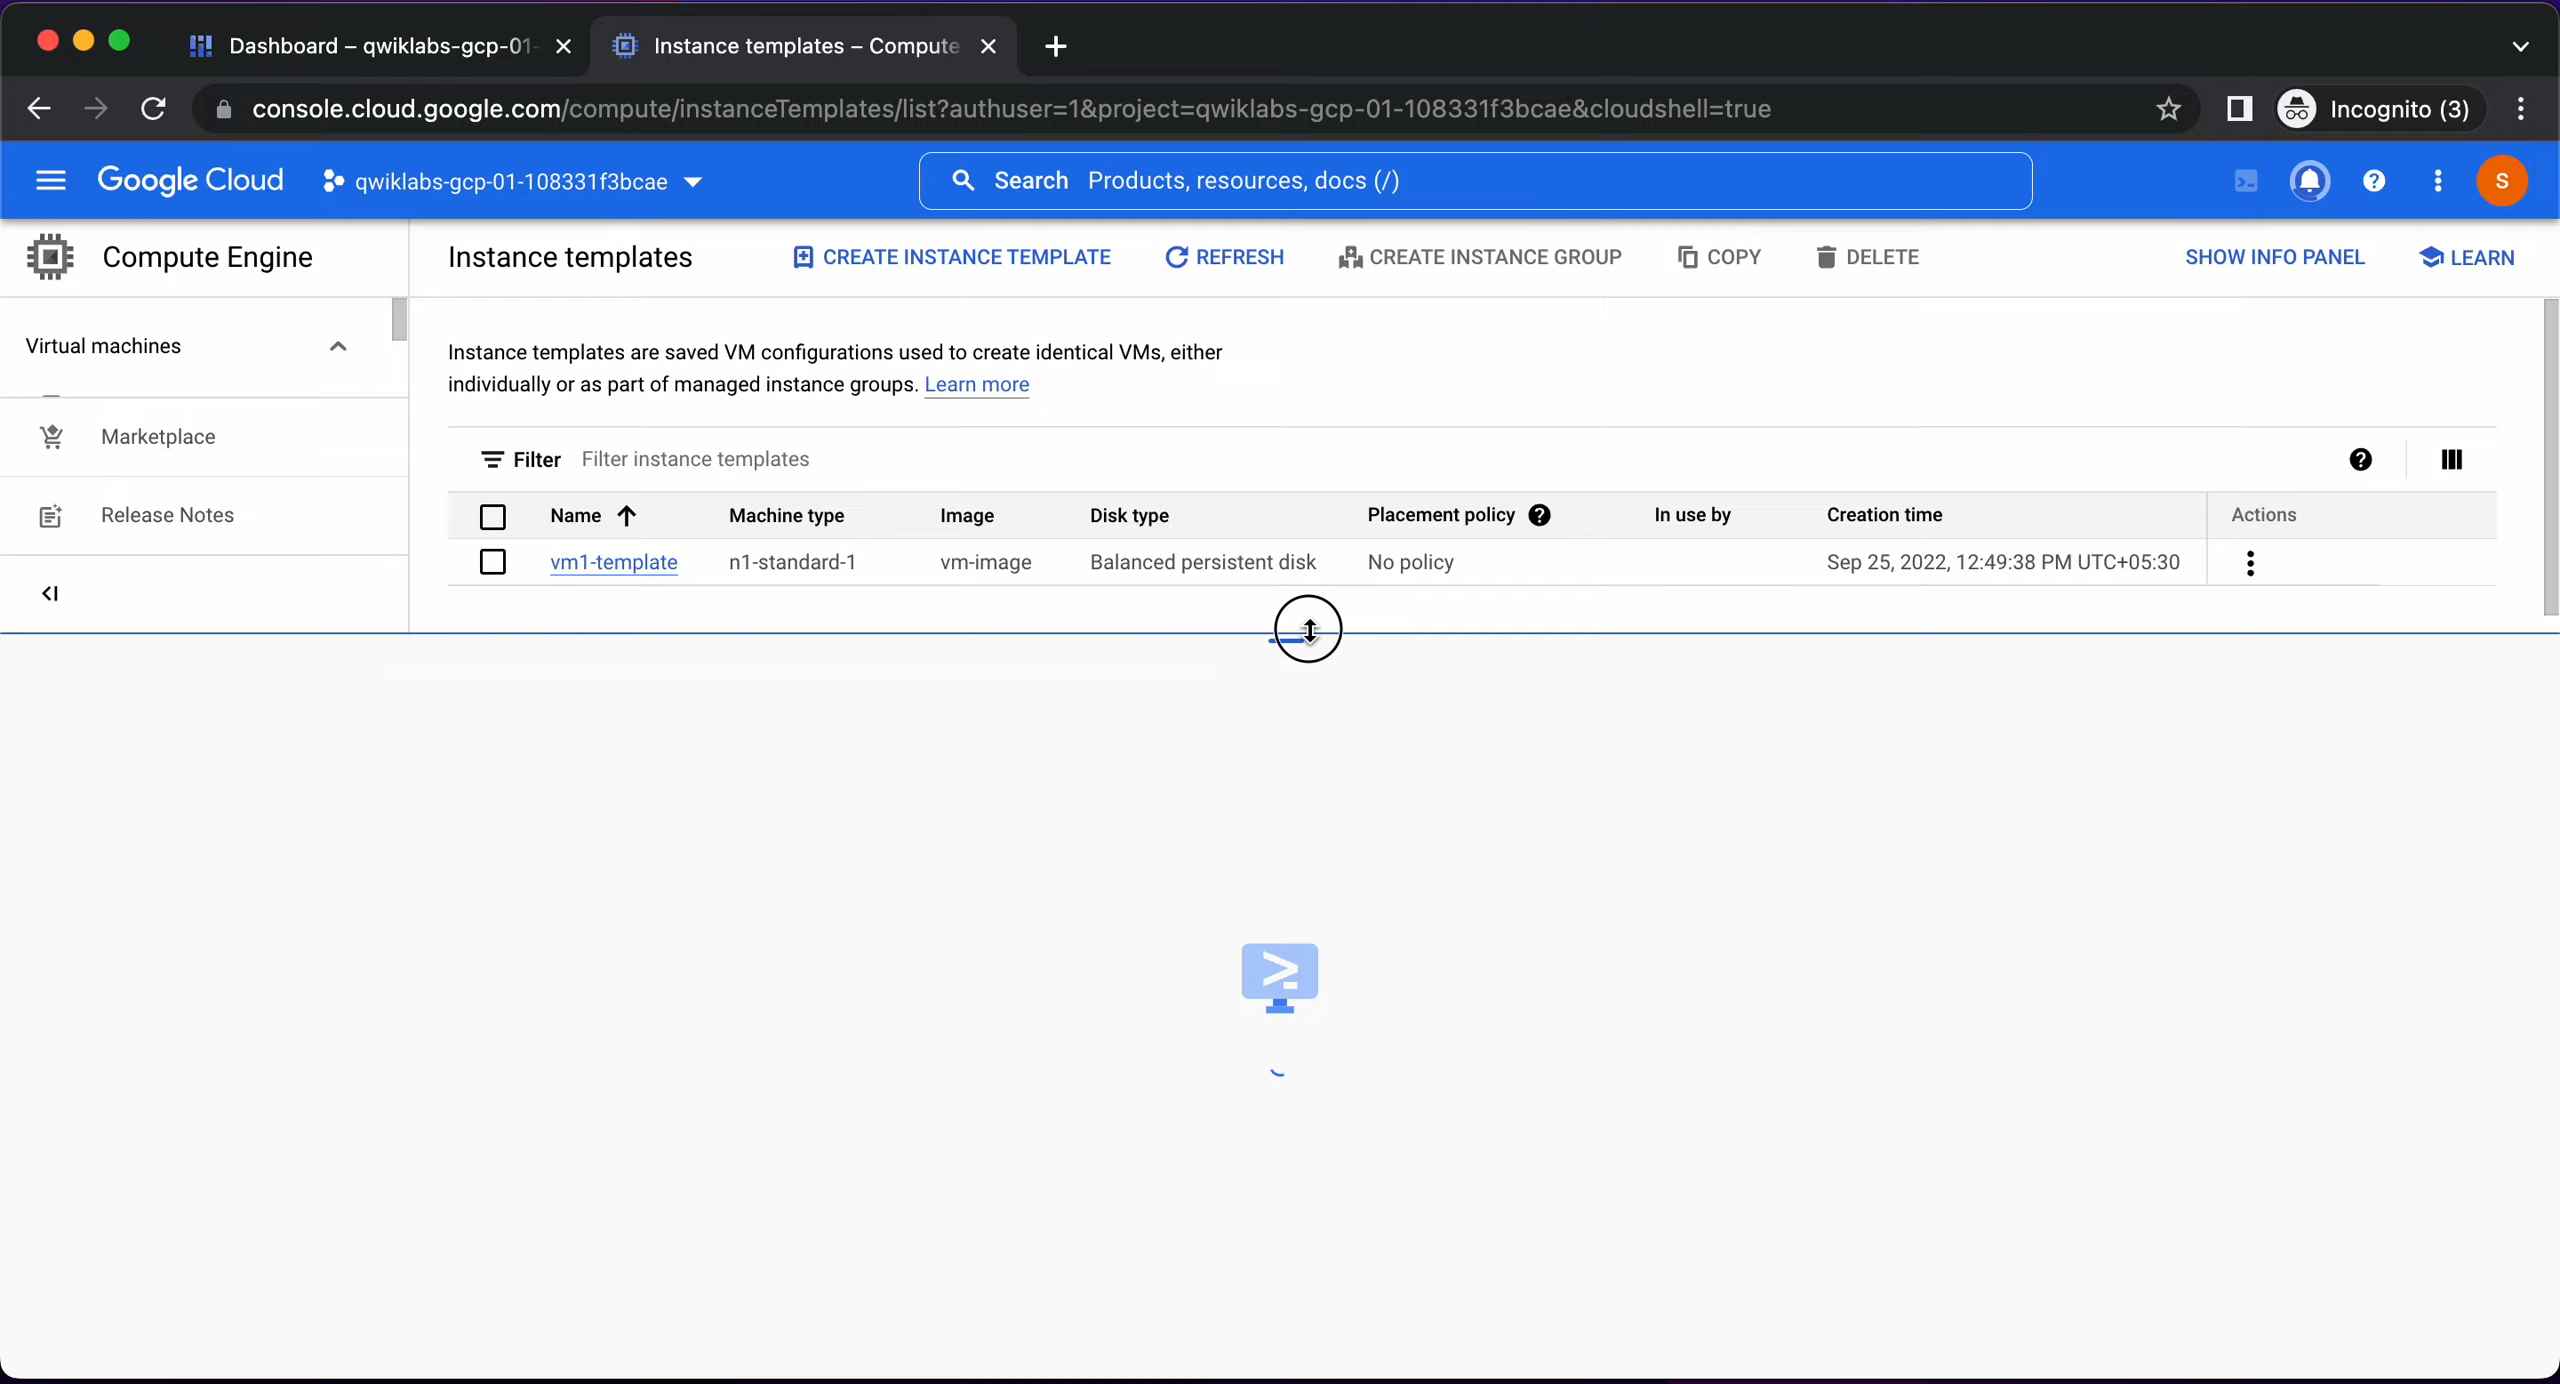 Dashboard – qwiklabs-gcp-01-
Instance templates – Compute
console.cloud.google.com/compute/instanceTemplates/list?authuser=1&project=qwiklabs-gcp-01-108331f3bcae&cloudshell=true
Incognito (3)
Google Cloud
qwiklabs-gcp-01-108331f3bcae
Search Products, resources, docs (/)
S
Compute Engine
Instance templates
CREATE INSTANCE TEMPLATE
REFRESH
CREATE INSTANCE GROUP
COPY
DELETE
SHOW INFO PANEL
LEARN
Virtual machines
Marketplace
Release Notes
Instance templates are saved VM configurations used to create identical VMs, either
individually or as part of managed instance groups. Learn more
Filter Filter instance templates
Name Machine type Image Disk type Placement policy In use by Creation time Actions
vm1-template n1-standard-1 vm-image Balanced persistent disk No policy Sep 25, 2022, 12:49:38 PM UTC+05:30